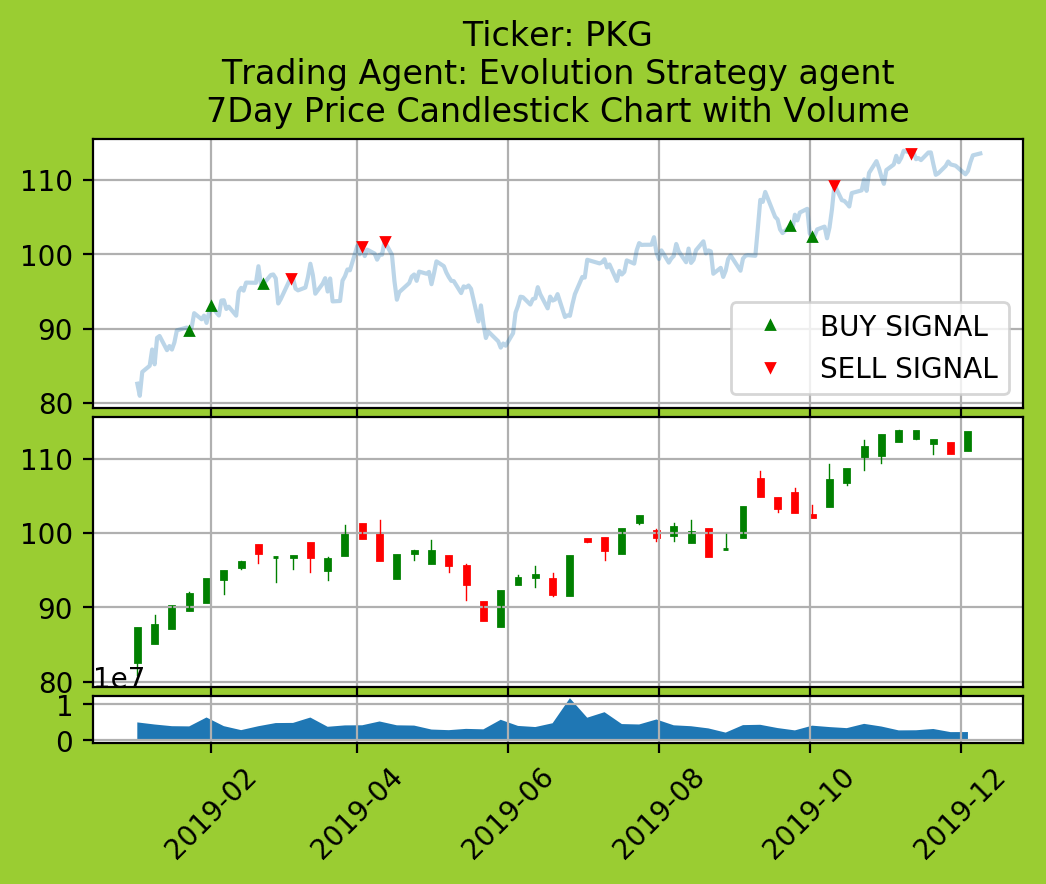 Ticker: PKG
Trading Agent: Evolution Strategy agent
7Day Price Candlestick Chart with Volume
110
100
90
80
BUY SIGNAL
SELL SIGNAL
110
100
90
80
1e7
1
0
2019-02
2019-04
2019-06
2019-08
2019-10
2019-12